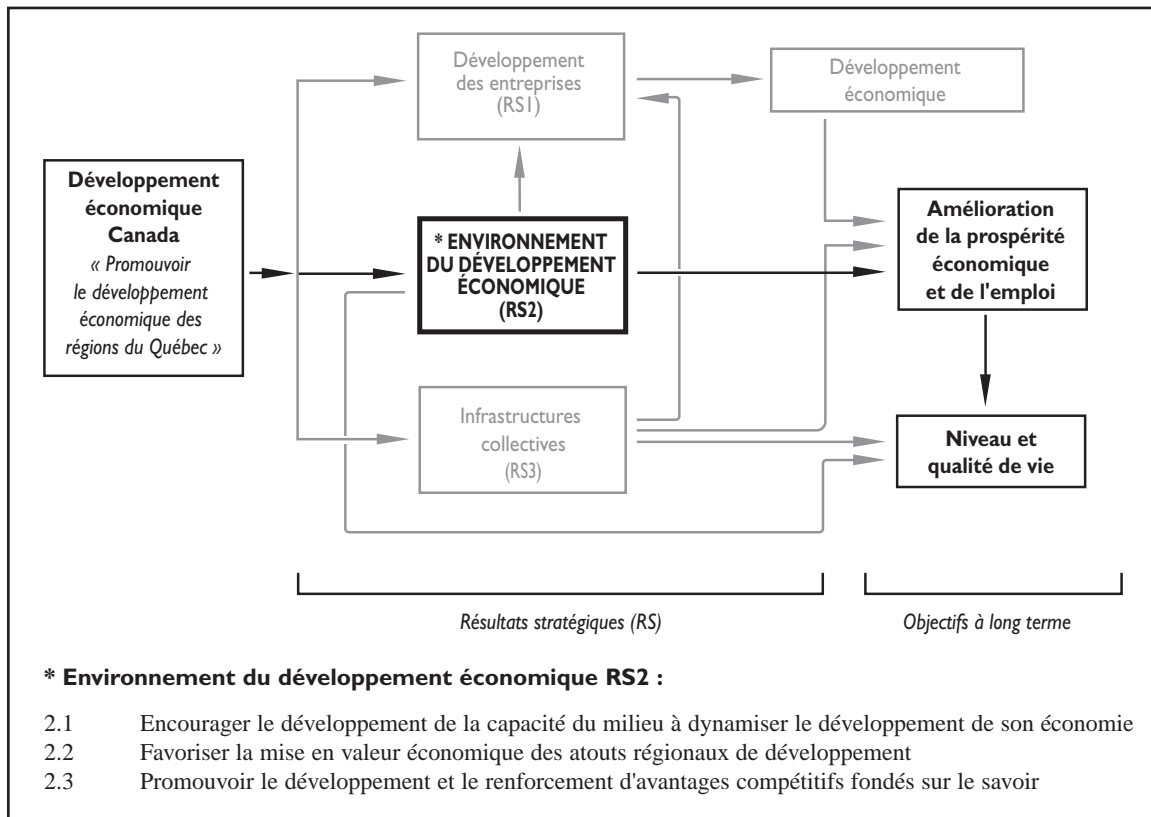 Développement
des entreprises
(RS1)
Développement
économique
Développement
économique
Canada
« Promouvoir
le développement
économique des
régions du Québec »
* ENVIRONNEMENT
DU DÉVELOPPEMENT
ÉCONOMIQUE
(RS2)
Amélioration
de la prospérité
économique
et de l'emploi
Infrastructures
collectives
(RS3)
Niveau et
qualité de vie
Résultats stratégiques (RS)
Objectifs à long terme
* Environnement du développement économique RS2 :
2.1 Encourager le développement de la capacité du milieu à dynamiser le développement de son économie
2.2 Favoriser la mise en valeur économique des atouts régionaux de développement
2.3 Promouvoir le développement et le renforcement d'avantages compétitifs fondés sur le savoir